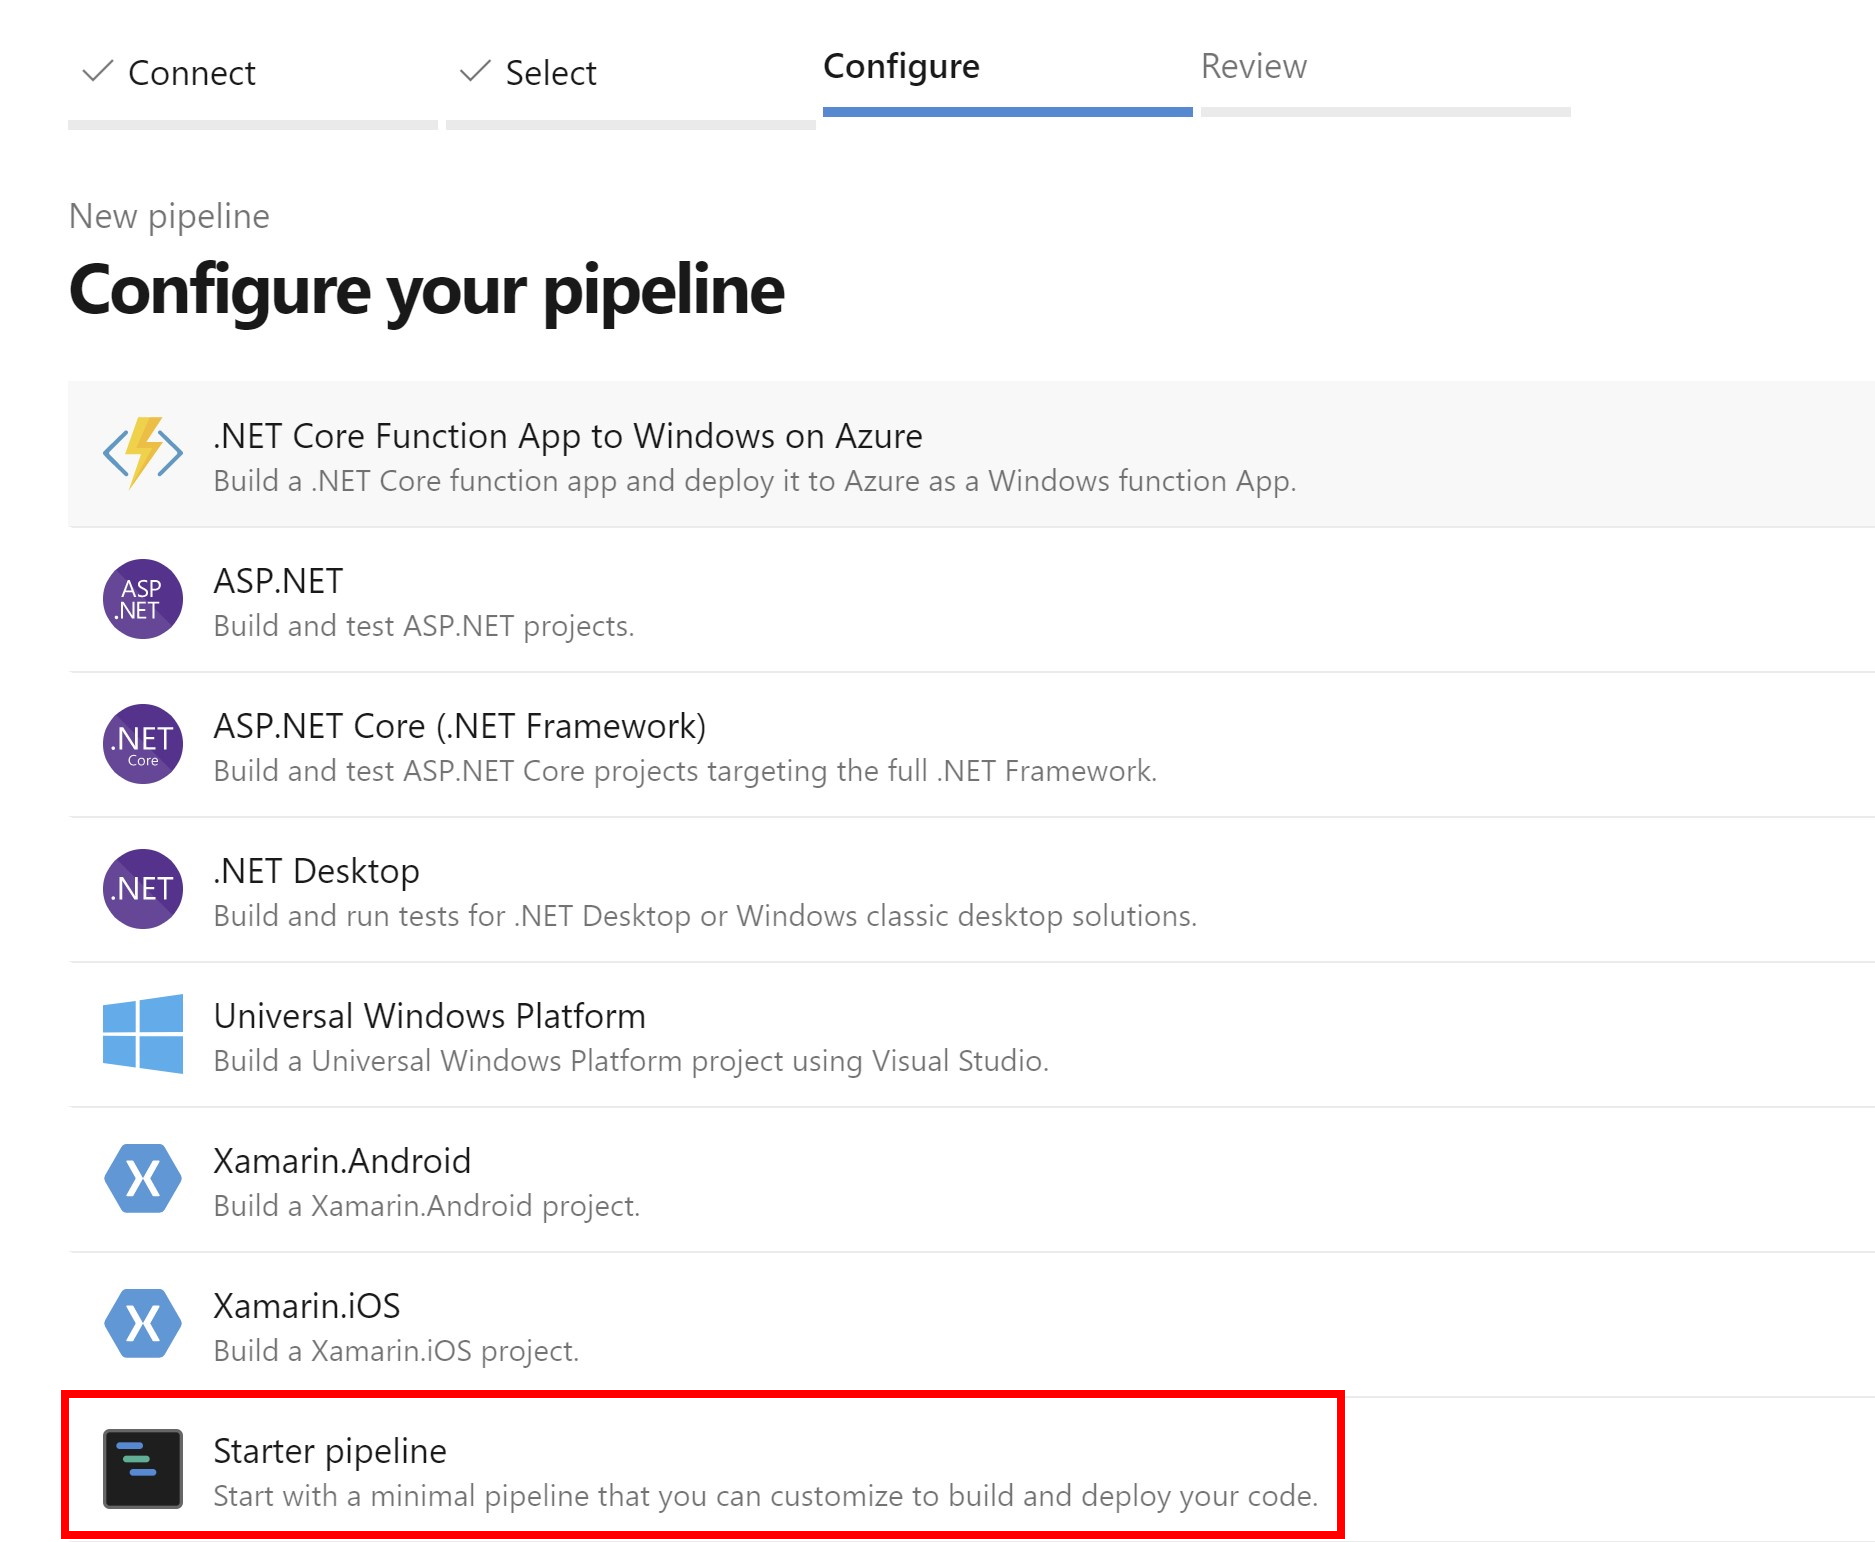 Connect
Select
Configure
Review
New pipeline
Configure your pipeline
.NET Core Function App to Windows on Azure
Build a .NET Core function app and deploy it to Azure as a Windows function App.
ASP
.NET
ASP.NET
Build and test ASP.NET projects.
.NET
Core
ASP.NET Core (.NET Framework)
Build and test ASP.NET Core projects targeting the full .NET Framework.
.NET
.NET Desktop
Build and run tests for .NET Desktop or Windows classic desktop solutions.
Universal Windows Platform
Build a Universal Windows Platform project using Visual Studio.
Xamarin.Android
Build a Xamarin.Android project.
Xamarin.iOS
Build a Xamarin.iOS project.
Starter pipeline
Start with a minimal pipeline that you can customize to build and deploy your code.